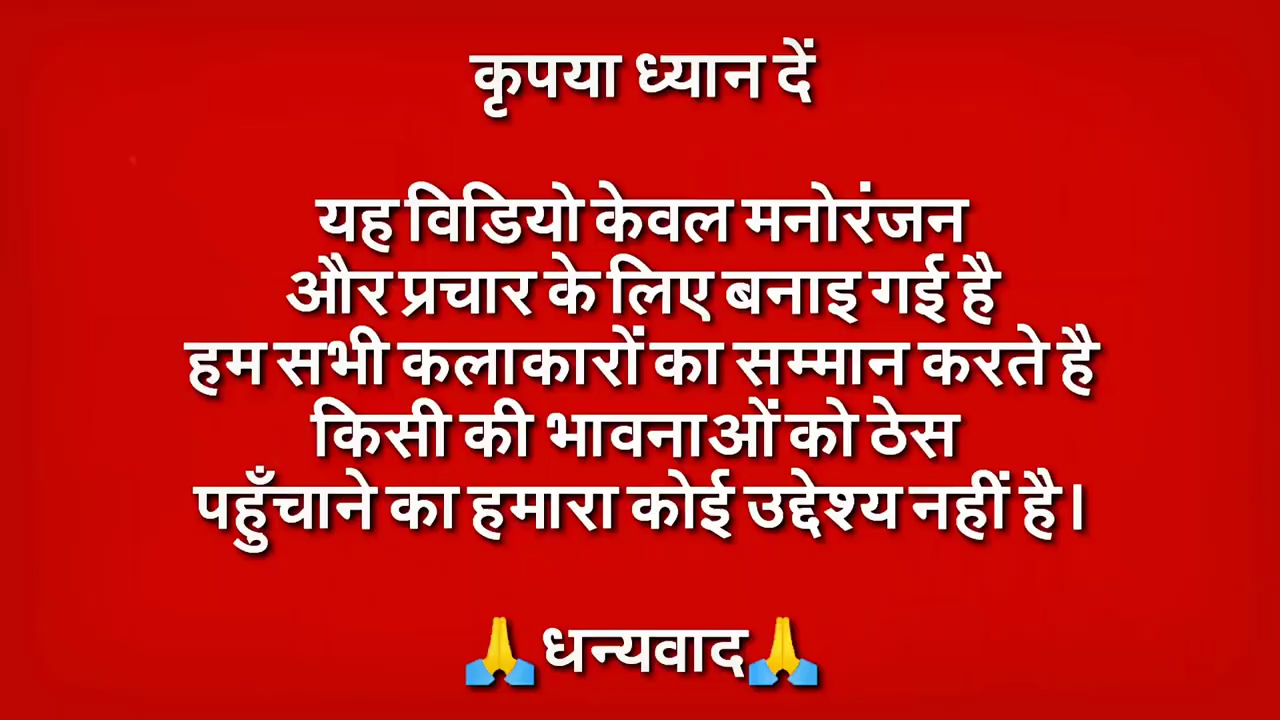 कृपया ध्यान दें
यह विडियो केवल मनोरंजन
और प्रचार के लिए बनाइ गई है
हम सभी कलाकारों का सम्मान करते है
किसी की भावनाओं को ठेस
पहुँचाने का हमारा कोई उद्देश्य नहीं है।
🙏धन्यवाद🙏